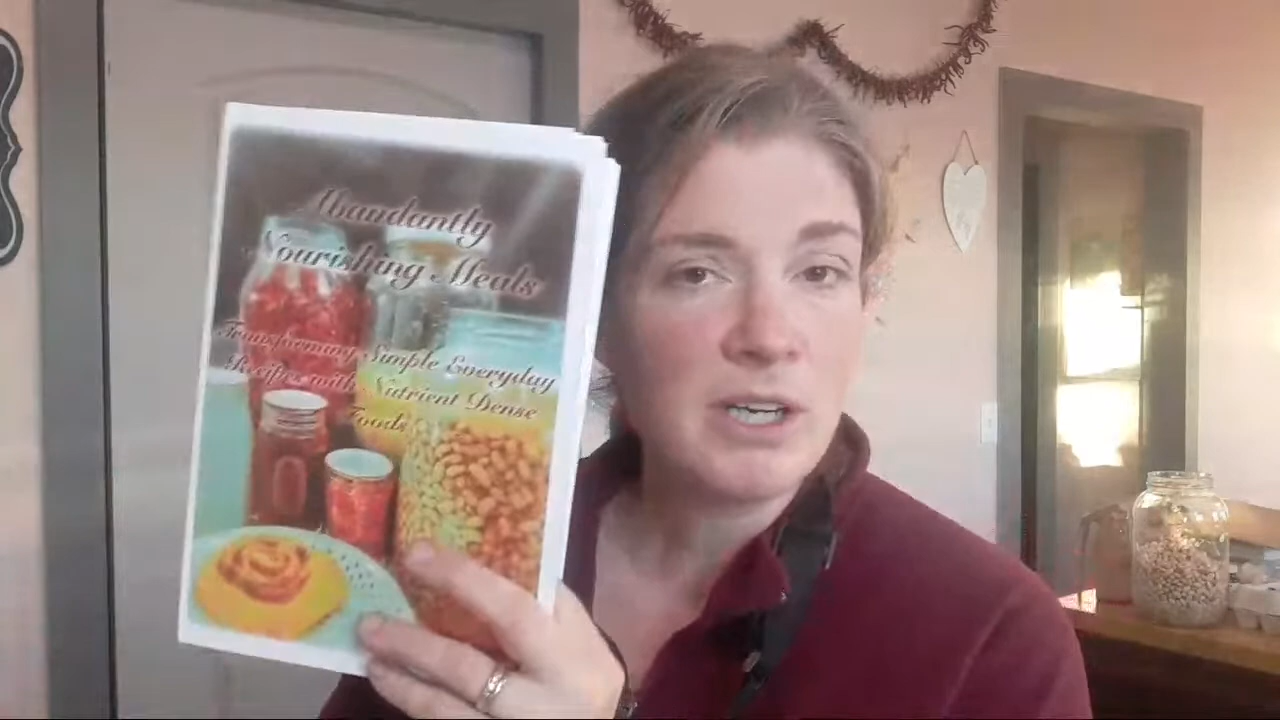 Abundantly
Nourishing Meals
Transforming Simple Everyday
Recipes with Nutrient Dense
Foods